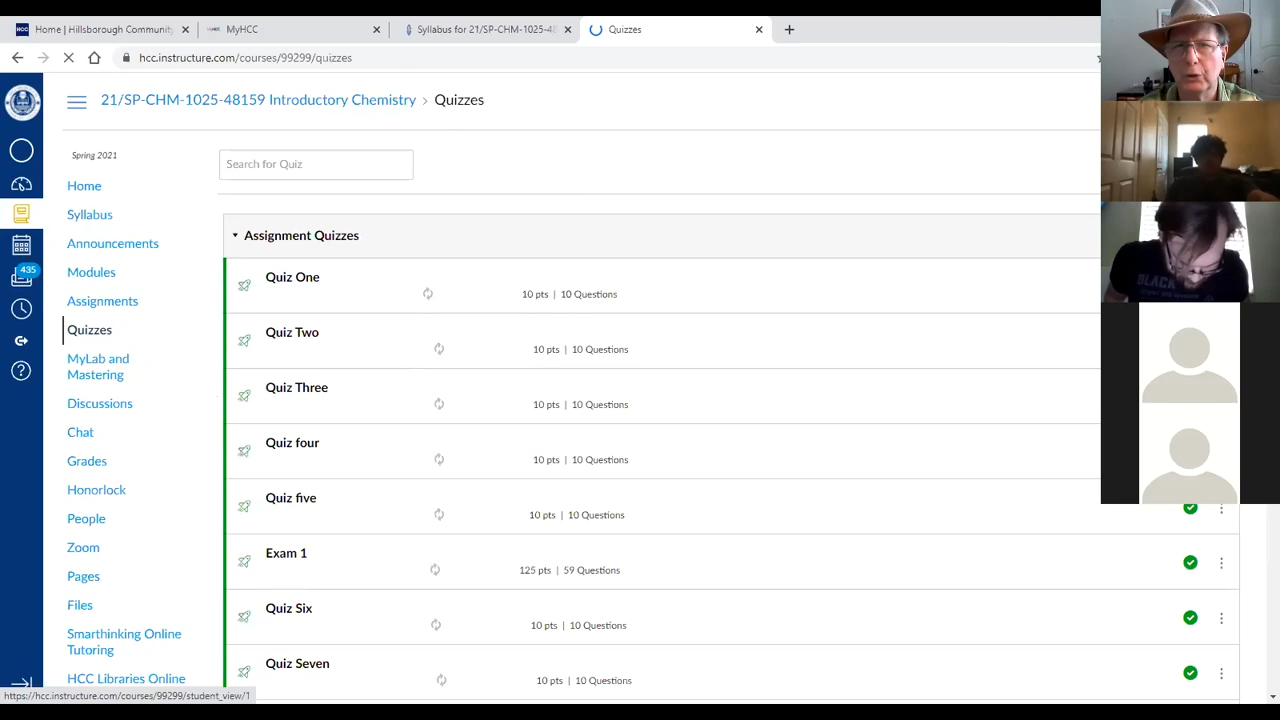 HCC Home | Hillsborough Community
MyHCC
Syllabus for 21/SP-CHM-1025-48
Quizzes
hcc.instructure.com/courses/99299/quizzes
21/SP-CHM-1025-48159 Introductory Chemistry > Quizzes
Spring 2021
Home
Syllabus
Announcements
Modules
Assignments
Quizzes
MyLab and
Mastering
Discussions
Chat
Grades
Honorlock
People
Zoom
Pages
Files
Smarthinking Online
Tutoring
HCC Libraries Online
435
Search for Quiz
Assignment Quizzes
Quiz One
10 pts | 10 Questions
Quiz Two
10 pts | 10 Questions
Quiz Three
10 pts | 10 Questions
Quiz four
10 pts | 10 Questions
Quiz five
10 pts | 10 Questions
Exam 1
125 pts | 59 Questions
Quiz Six
10 pts | 10 Questions
Quiz Seven
10 pts | 10 Questions
https://hcc.instructure.com/courses/99299/student_view/1
BLACK